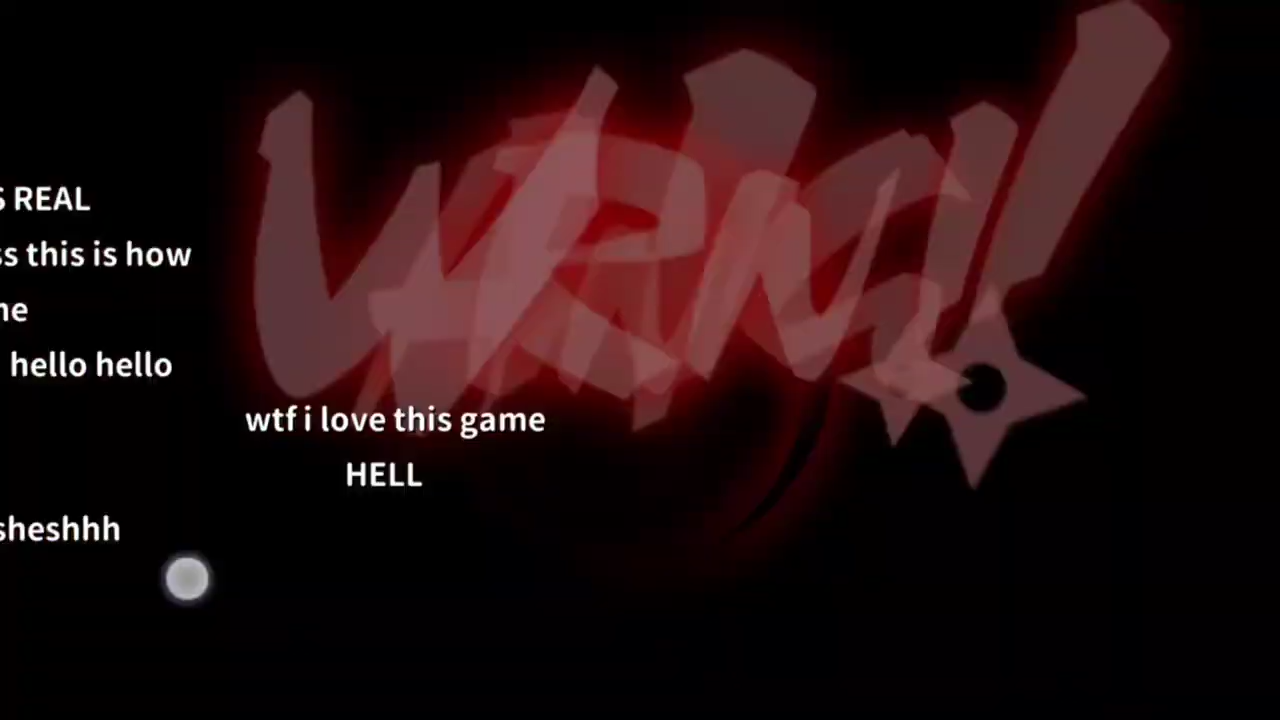 S REAL
ss this is how
ne
hello hello
wtf i love this game
HELL
sheshhh